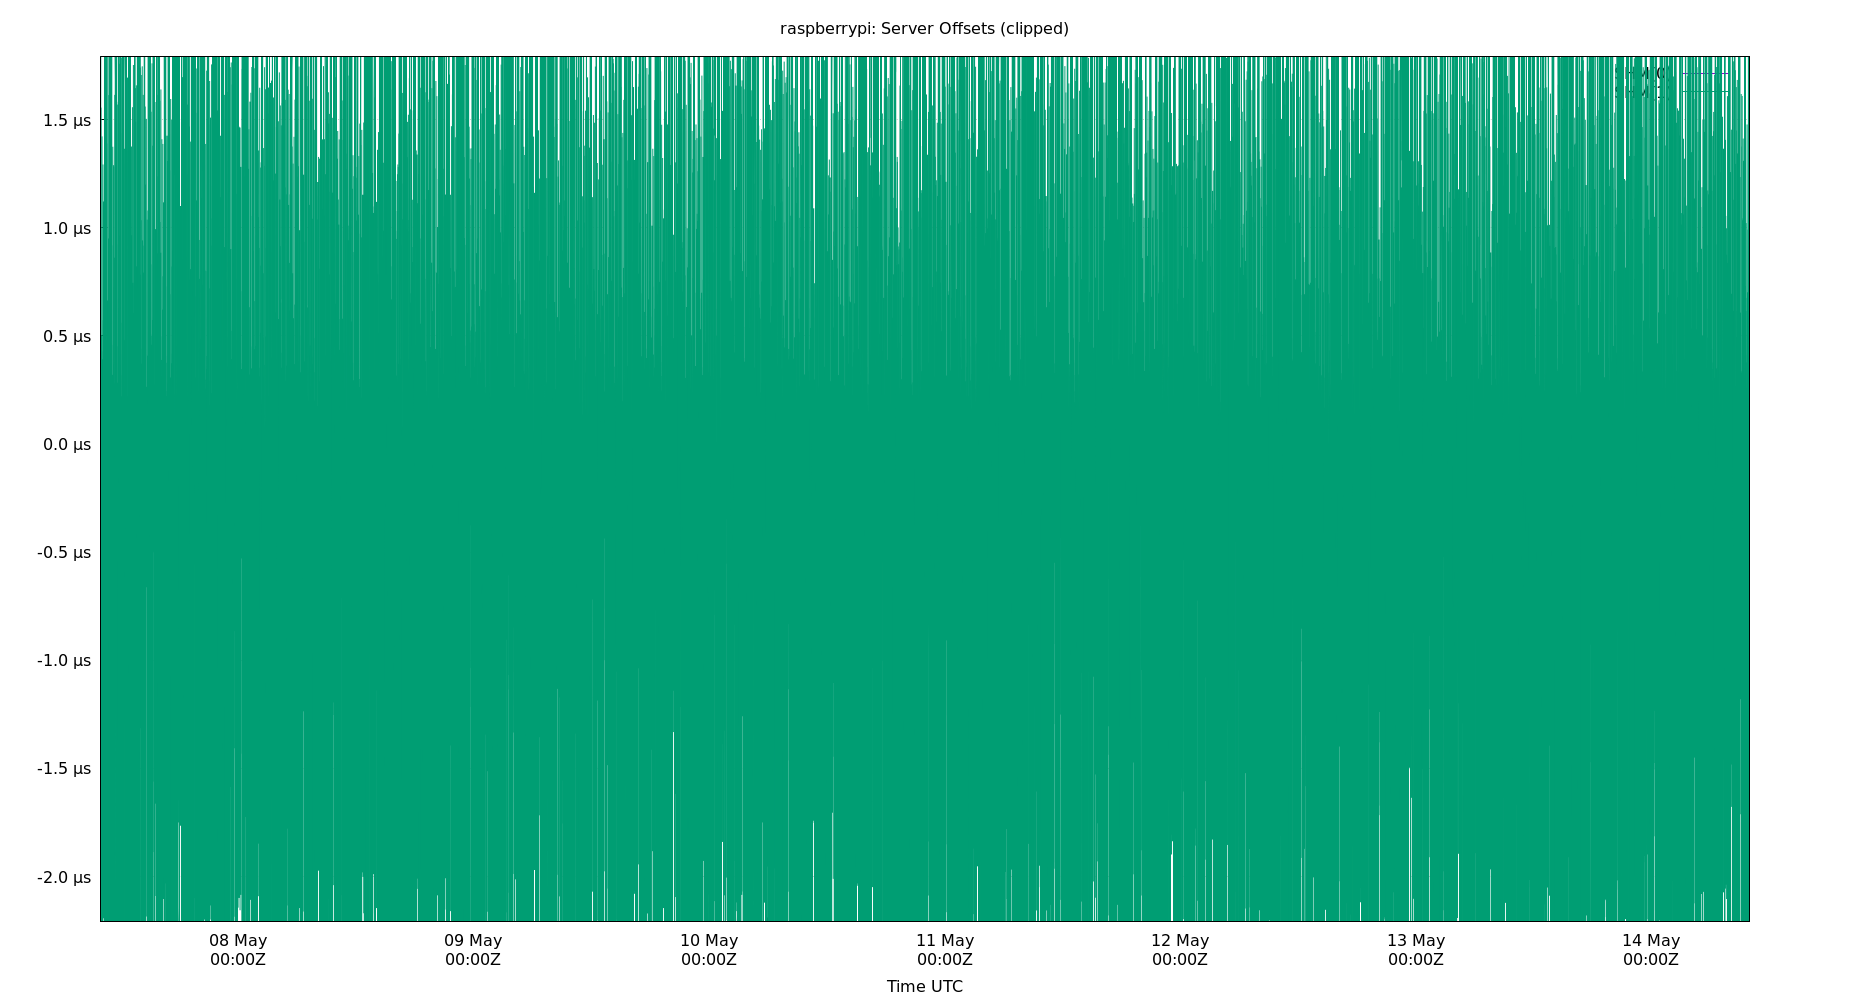 raspberrypi: Server Offsets (clipped)
1.5 µs
1.0 µs
0.5 µs
0.0 µs
-0.5 µs
-1.0 µs
-1.5 µs
-2.0 µs
08 May 09 May 10 May 11 May 12 May 13 May 14 May
00:00Z 00:00Z 00:00Z 00:00Z 00:00Z 00:00Z 00:00Z
Time UTC